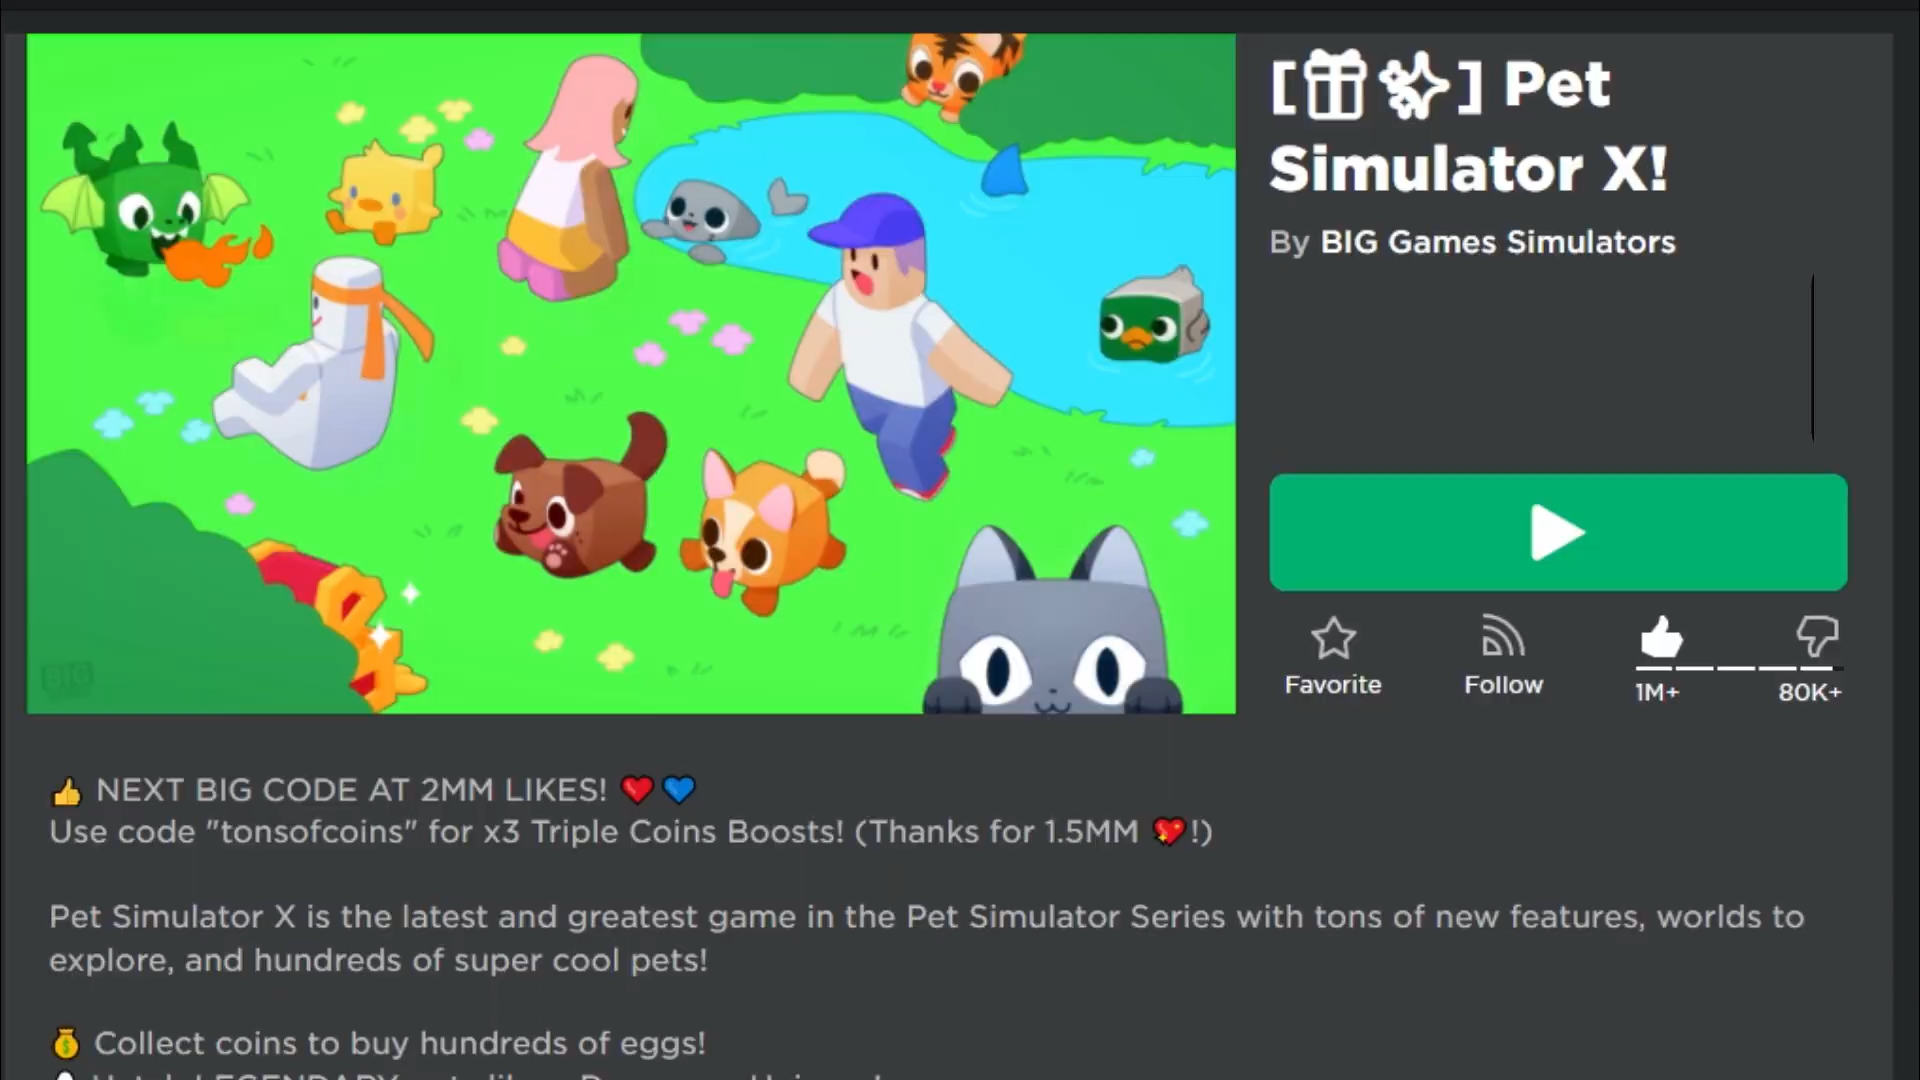 [🎁✨] Pet
Simulator X!
By BIG Games Simulators
Favorite
Follow
1M+
80K+
BIG
👍 NEXT BIG CODE AT 2MM LIKES! ❤️💙
Use code "tonsofcoins" for x3 Triple Coins Boosts! (Thanks for 1.5MM 💖!)
Pet Simulator X is the latest and greatest game in the Pet Simulator Series with tons of new features, worlds to
explore, and hundreds of super cool pets!
💰 Collect coins to buy hundreds of eggs!